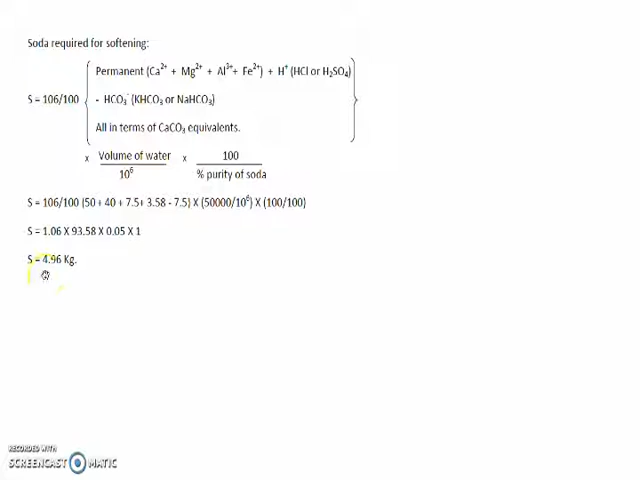 Soda required for softening:
Permanent (Ca²⁺ + Mg²⁺ + Al³⁺+ Fe²⁺) + H⁺ (HCl or H₂SO₄)
S = 106/100 - HCO₃⁻ (KHCO₃ or NaHCO₃)
All in terms of CaCO₃ equivalents.
x Volume of water x 100
10⁶ % purity of soda
S = 106/100 (50 + 40 + 7.5+ 3.58 - 7.5) X (50000/10⁶) X (100/100)
S = 1.06 X 93.58 X 0.05 X 1
S = 4.96 Kg.
RECORDED WITH
SCREENCAST MATIC